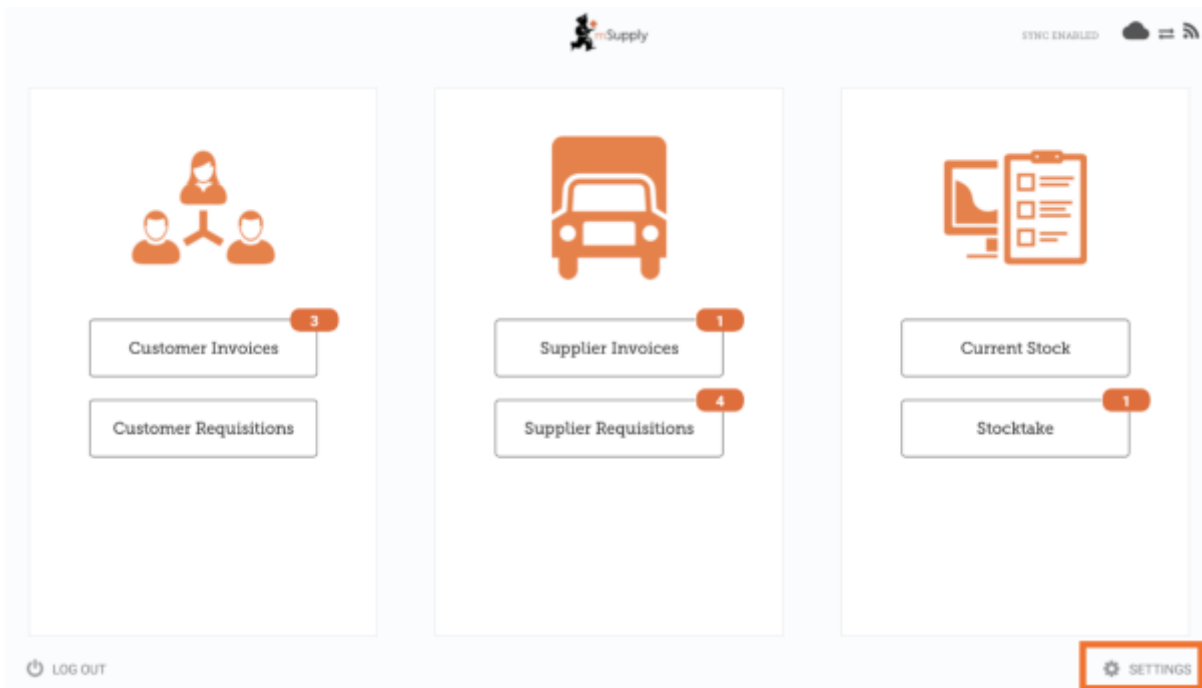 mSupply
SYNC ENABLED
3
Customer Invoices
Customer Requisitions
1
Supplier Invoices
4
Supplier Requisitions
Current Stock
1
Stocktake
LOG OUT
SETTINGS